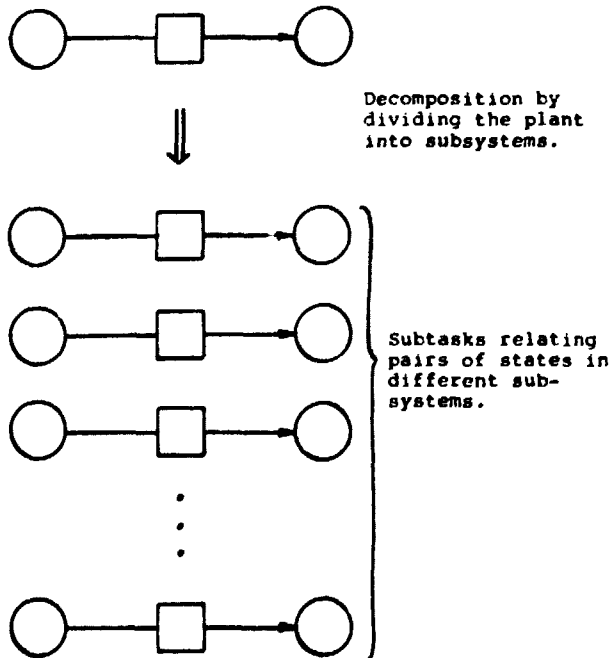 Decomposition by
dividing the plant
into subsystems.
Subtasks relating
pairs of states in
different sub-
systems.